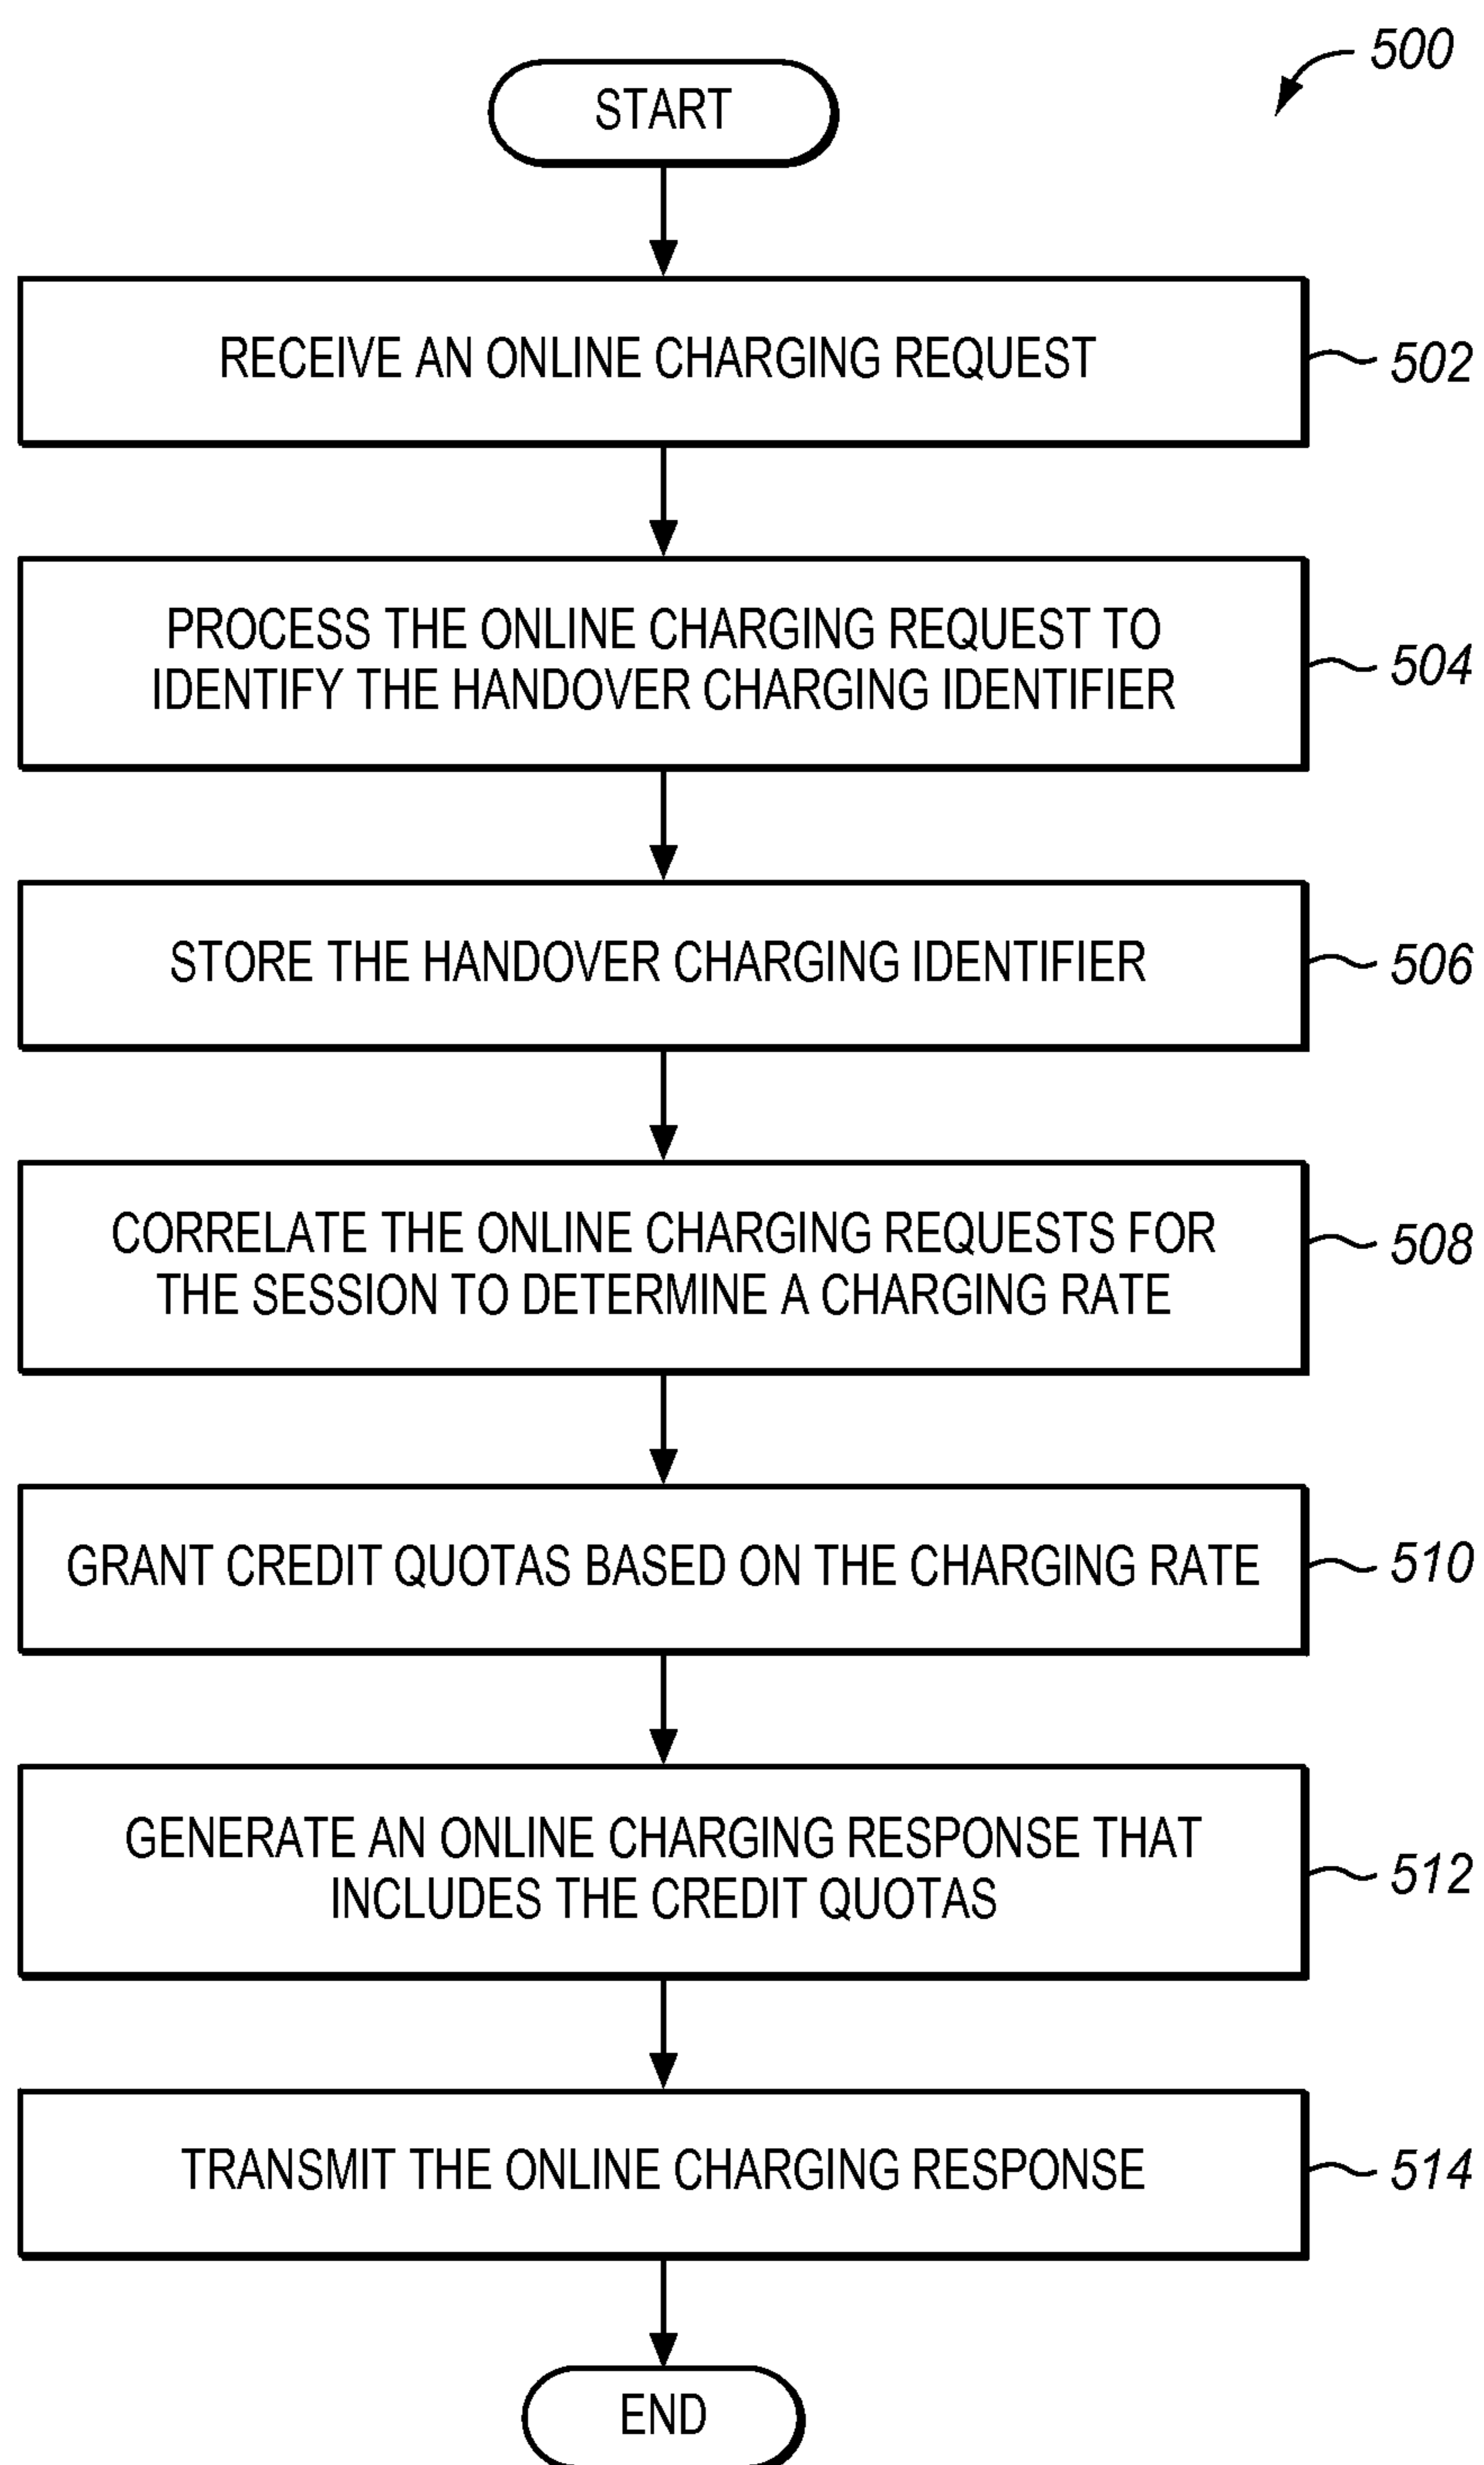 500
START
RECEIVE AN ONLINE CHARGING REQUEST
502
PROCESS THE ONLINE CHARGING REQUEST TO
IDENTIFY THE HANDOVER CHARGING IDENTIFIER
504
STORE THE HANDOVER CHARGING IDENTIFIER
506
CORRELATE THE ONLINE CHARGING REQUESTS FOR
THE SESSION TO DETERMINE A CHARGING RATE
508
GRANT CREDIT QUOTAS BASED ON THE CHARGING RATE
510
GENERATE AN ONLINE CHARGING RESPONSE THAT
INCLUDES THE CREDIT QUOTAS
512
TRANSMIT THE ONLINE CHARGING RESPONSE
514
END